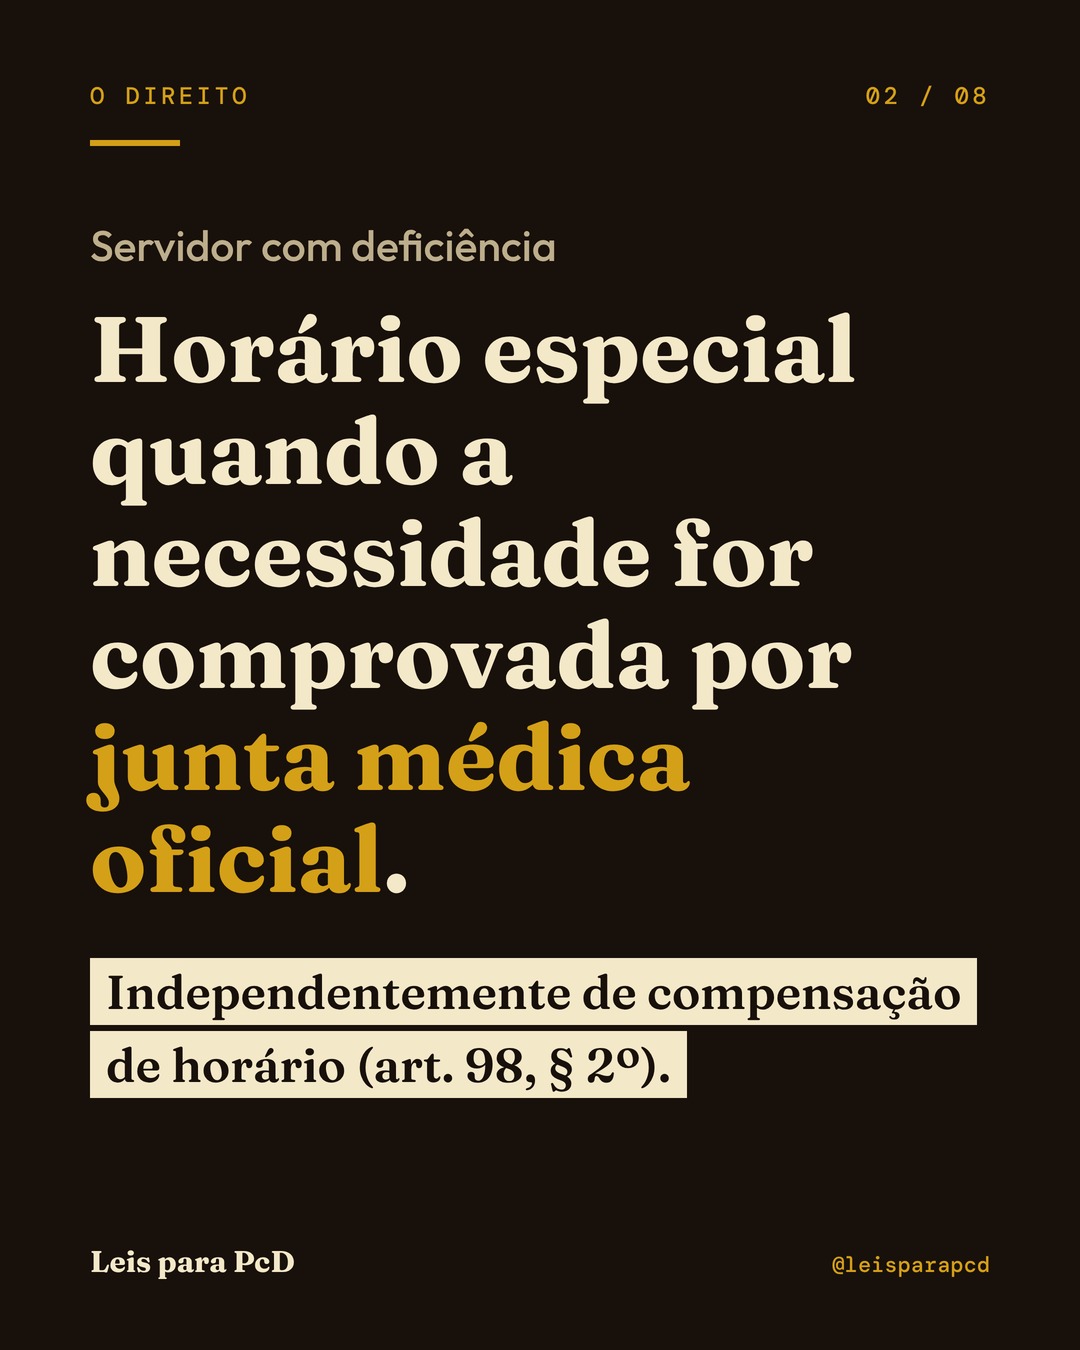 O DIREITO
02 / 08
Servidor com deficiência
Horário especial
quando a
necessidade for
comprovada por
junta médica
oficial.
Independentemente de compensação
de horário (art. 98, § 2º).
Leis para PcD
@leisparapcd